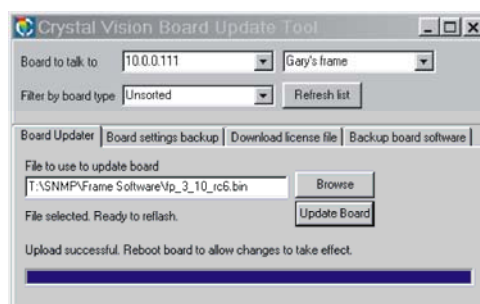 Crystal Vision Board Update Tool
Board to talk to 10.0.0.111 Gary's frame
Filter by board type Unsorted Refresh list
Board Updater Board settings backup Download license file Backup board software
File to use to update board
T:\SNMP\Frame Software\fp_3_10_rc6.bin Browse
File selected. Ready to reflash. Update Board
Upload successful. Reboot board to allow changes to take effect.